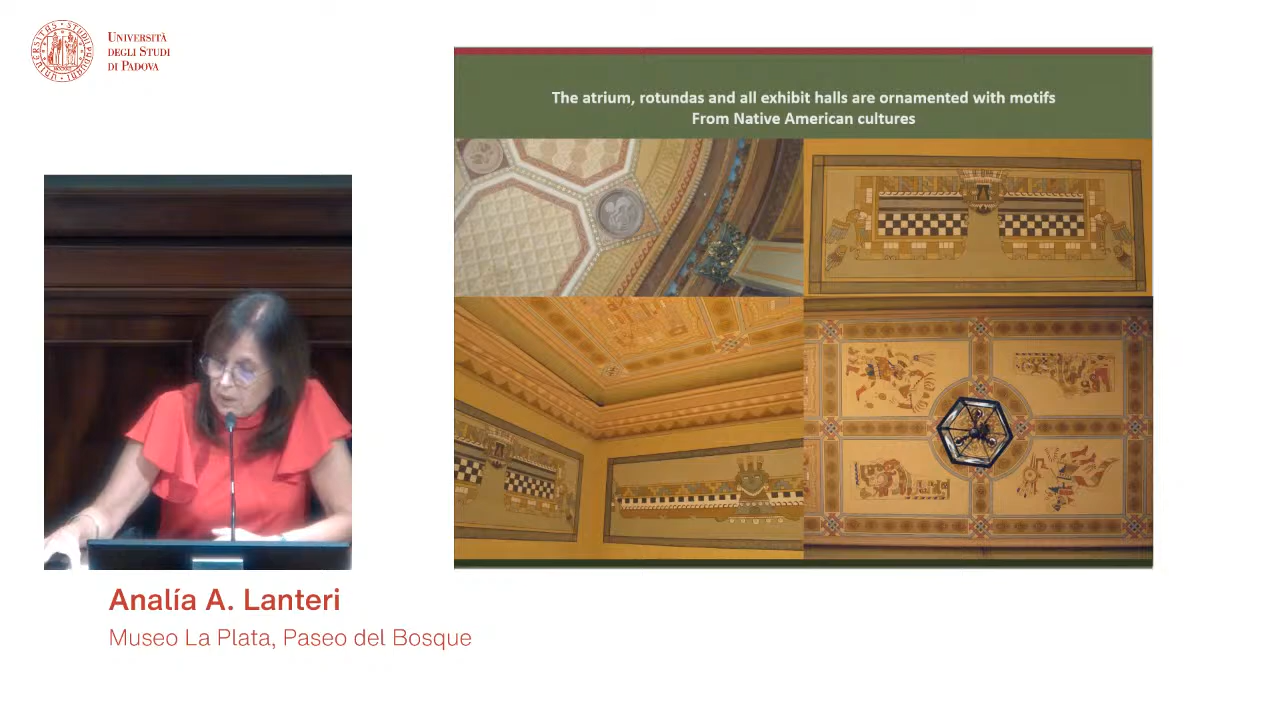 UNIVERSITÀ
DEGLI STUDI
DI PADOVA
The atrium, rotundas and all exhibit halls are ornamented with motifs
From Native American cultures
Analía A. Lanteri
Museo La Plata, Paseo del Bosque